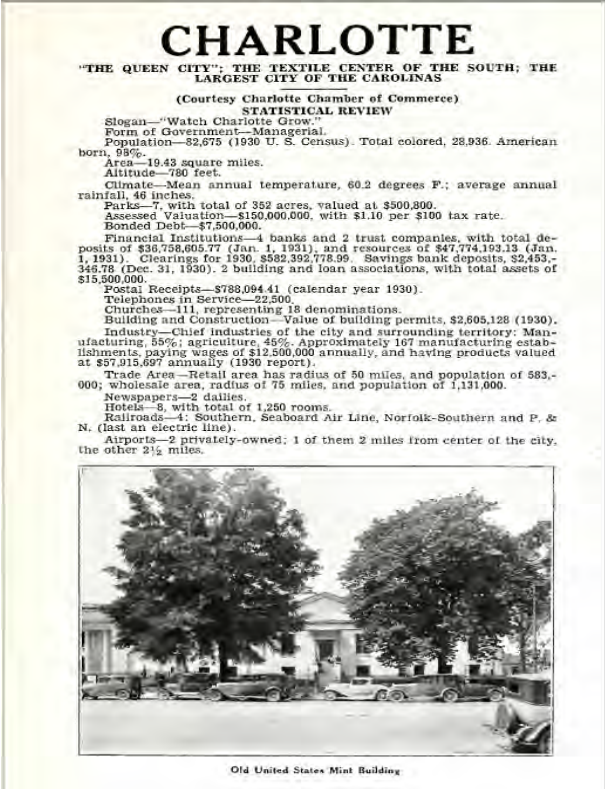 CHARLOTTE
"THE QUEEN CITY"; THE TEXTILE CENTER OF THE SOUTH; THE
LARGEST CITY OF THE CAROLINAS
(Courtesy Charlotte Chamber of Commerce)
STATISTICAL REVIEW
Slogan—"Watch Charlotte Grow."
Form of Government—Managerial.
Population—82,675 (1930 U. S. Census). Total colored, 28,936. American
born, 98%.
Area—19.43 square miles.
Altitude—780 feet.
Climate—Mean annual temperature, 60.2 degrees F.; average annual
rainfall, 46 inches.
Parks—7, with total of 352 acres, valued at $500,800.
Assessed Valuation—$150,000,000, with $1.10 per $100 tax rate.
Bonded Debt—$7,500,000.
Financial Institutions—4 banks and 2 trust companies, with total de-
posits of $36,758,605.77 (Jan. 1, 1931), and resources of $47,774,193.13 (Jan.
1, 1931). Clearings for 1930, $582,392,778.99. Savings bank deposits, $2,453,-
346.78 (Dec. 31, 1930). 2 building and loan associations, with total assets of
$15,500,000.
Postal Receipts—$788,094.41 (calendar year 1930).
Telephones in Service—22,500.
Churches—111, representing 18 denominations.
Building and Construction—Value of building permits, $2,605,128 (1930).
Industry—Chief industries of the city and surrounding territory: Man-
ufacturing, 55%; agriculture, 45%. Approximately 167 manufacturing estab-
lishments, paying wages of $12,500,000 annually, and having products valued
at $57,915,697 annually (1930 report).
Trade Area—Retail area has radius of 50 miles, and population of 583,-
000; wholesale area, radius of 75 miles, and population of 1,131,000.
Newspapers—2 dailies.
Hotels—8, with total of 1,250 rooms.
Railroads—4: Southern, Seaboard Air Line, Norfolk-Southern and P. &
N. (last an electric line).
Airports—2 privately-owned; 1 of them 2 miles from center of the city,
the other 2½ miles.
Old United States Mint Building